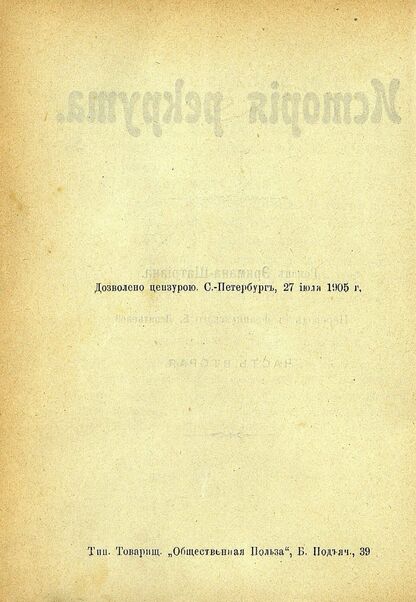 Дозволено цензурою. С.-Петербургъ, 27 іюля 1905 г.
Тип. Товарищ. „Общественная Польза“, Б. Подъяч., 39